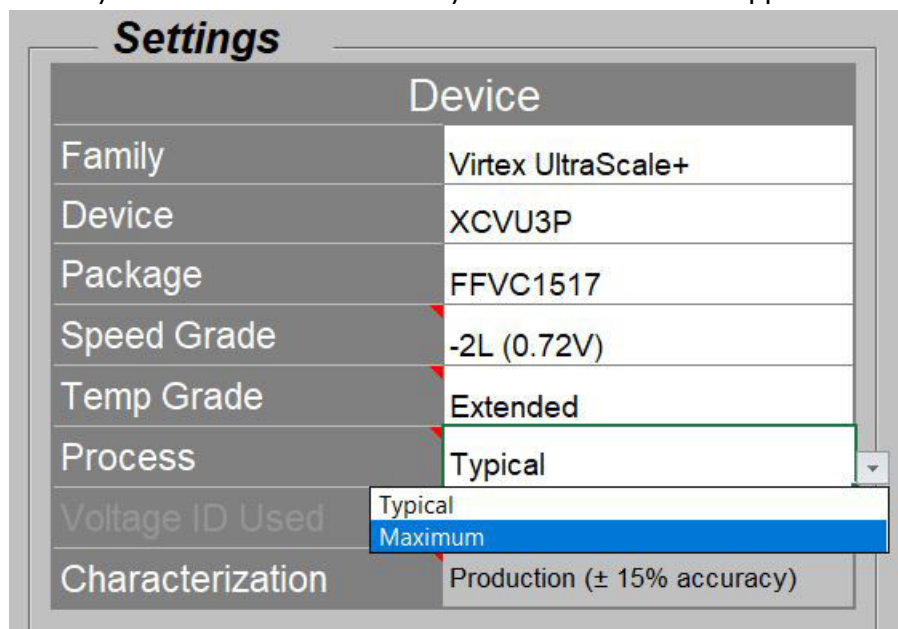 Settings
Device
Family
Virtex UltraScale+
Device
XCVU3P
Package
FFVC1517
Speed Grade
-2L (0.72V)
Temp Grade
Extended
Process
Typical
Voltage ID Used
Typical
Maximum
Characterization
Production (± 15% accuracy)